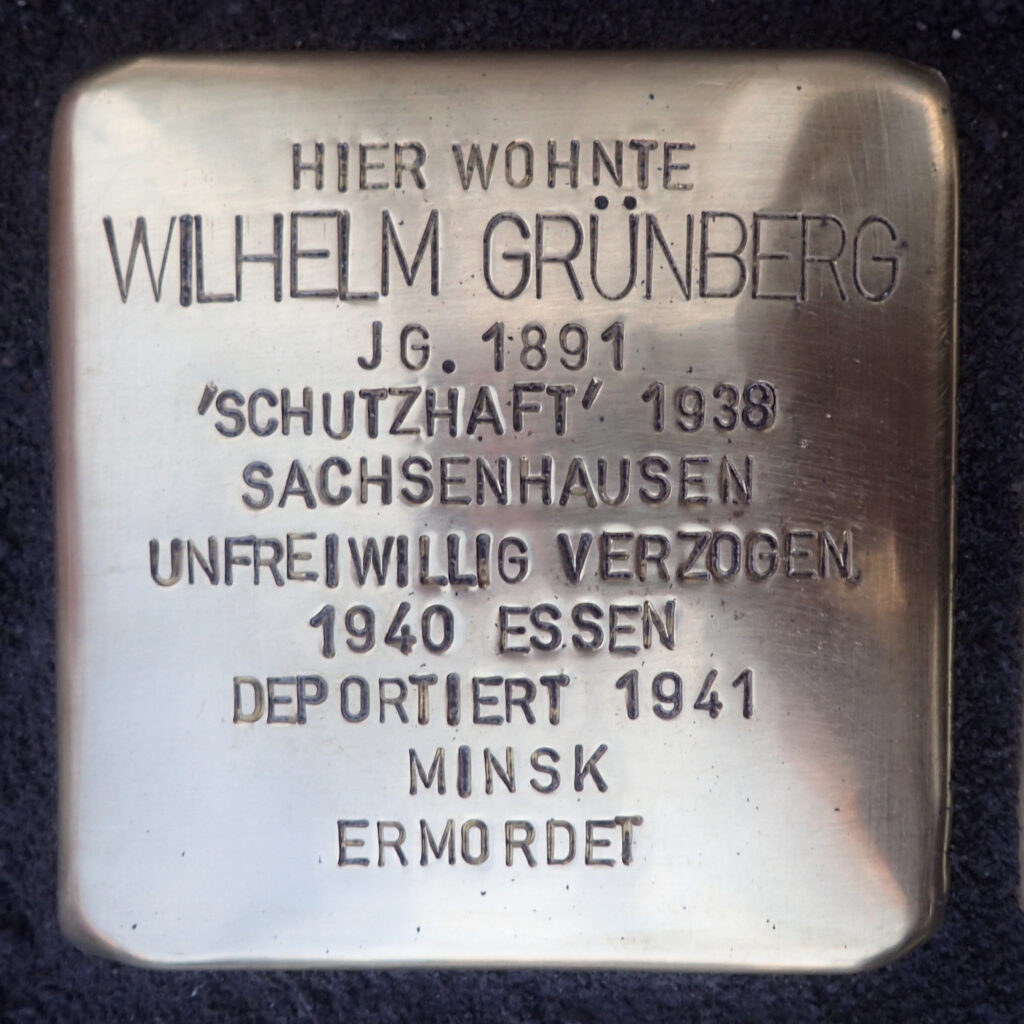 HIER WOHNTE
WILHELM GRÜNBERG
JG. 1891
'SCHUTZHAFT' 1938
SACHSENHAUSEN
UNFREIWILLIG VERZOGEN
1940 ESSEN
DEPORTIERT 1941
MINSK
ERMORDET